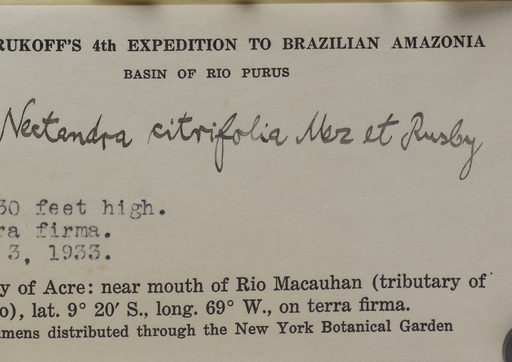 RUKOFF'S 4th EXPEDITION TO BRAZILIAN AMAZONIA
BASIN OF RIO PURUS
Nectandra citrifolia Mez et Rusby
30 feet high.
ra firma.
3, 1933.
y of Acre: near mouth of Rio Macauhan (tributary of
o), lat. 9° 20′ S., long. 69° W., on terra firma.
imens distributed through the New York Botanical Garden